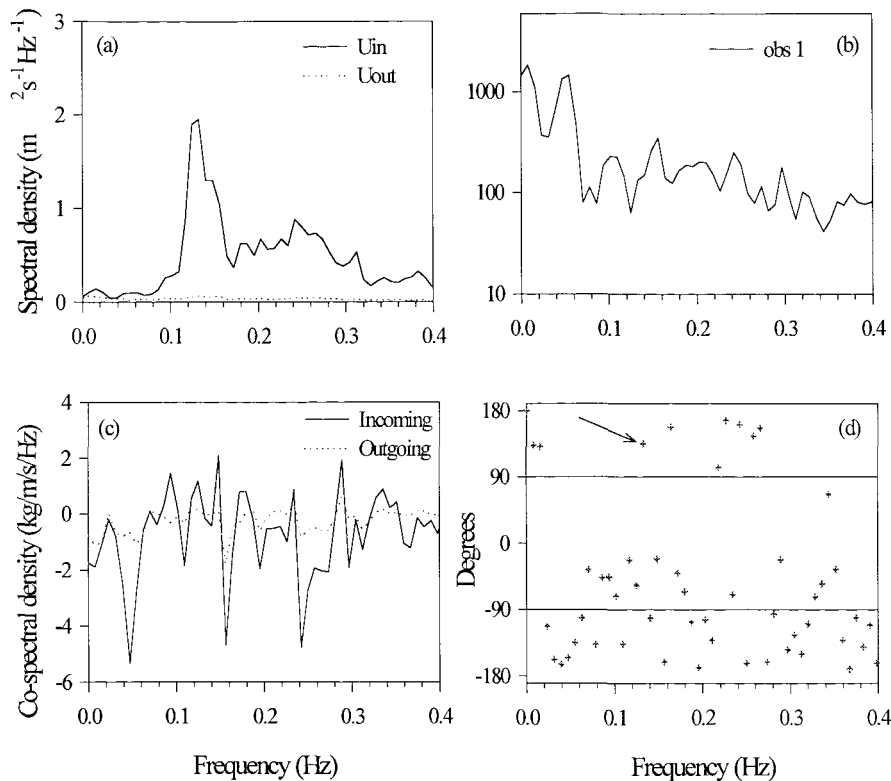 (a)
Uin
Uout
3
2
1
0
0.0 0.1 0.2 0.3 0.4
Spectral density (m 2s-1Hz-1)
(b)
obs 1
1000
100
10
0.0 0.1 0.2 0.3 0.4
(c)
Incoming
Outgoing
4
2
0
-2
-4
-6
0.0 0.1 0.2 0.3 0.4
Co-spectral density (kg/m/s/Hz)
Frequency (Hz)
(d)
180
90
0
-90
-180
Degrees
0.0 0.1 0.2 0.3 0.4
Frequency (Hz)